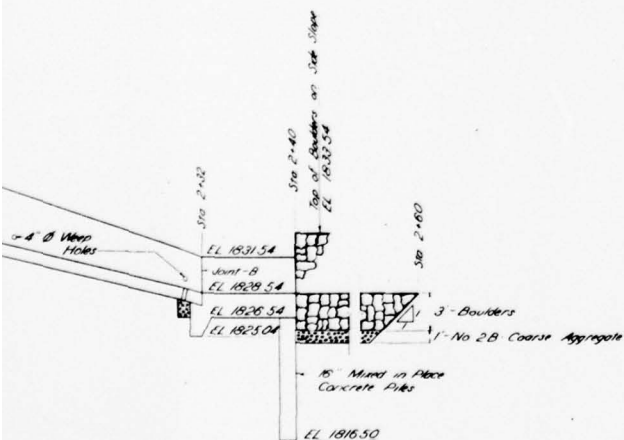 Top of Boulders on Side Slope
EL 1833.54
Sta 2+40
Sta 2+32
Sta 2+60
4" Ø Weep
Holes
EL 1831.54
Joint-B
EL 1828.54
EL 1826.54
EL 1825.04
3'-Boulders
1
1'-No 2B Coarse Aggregate
16" Mixed in Place
Concrete Piles
EL 1816.50